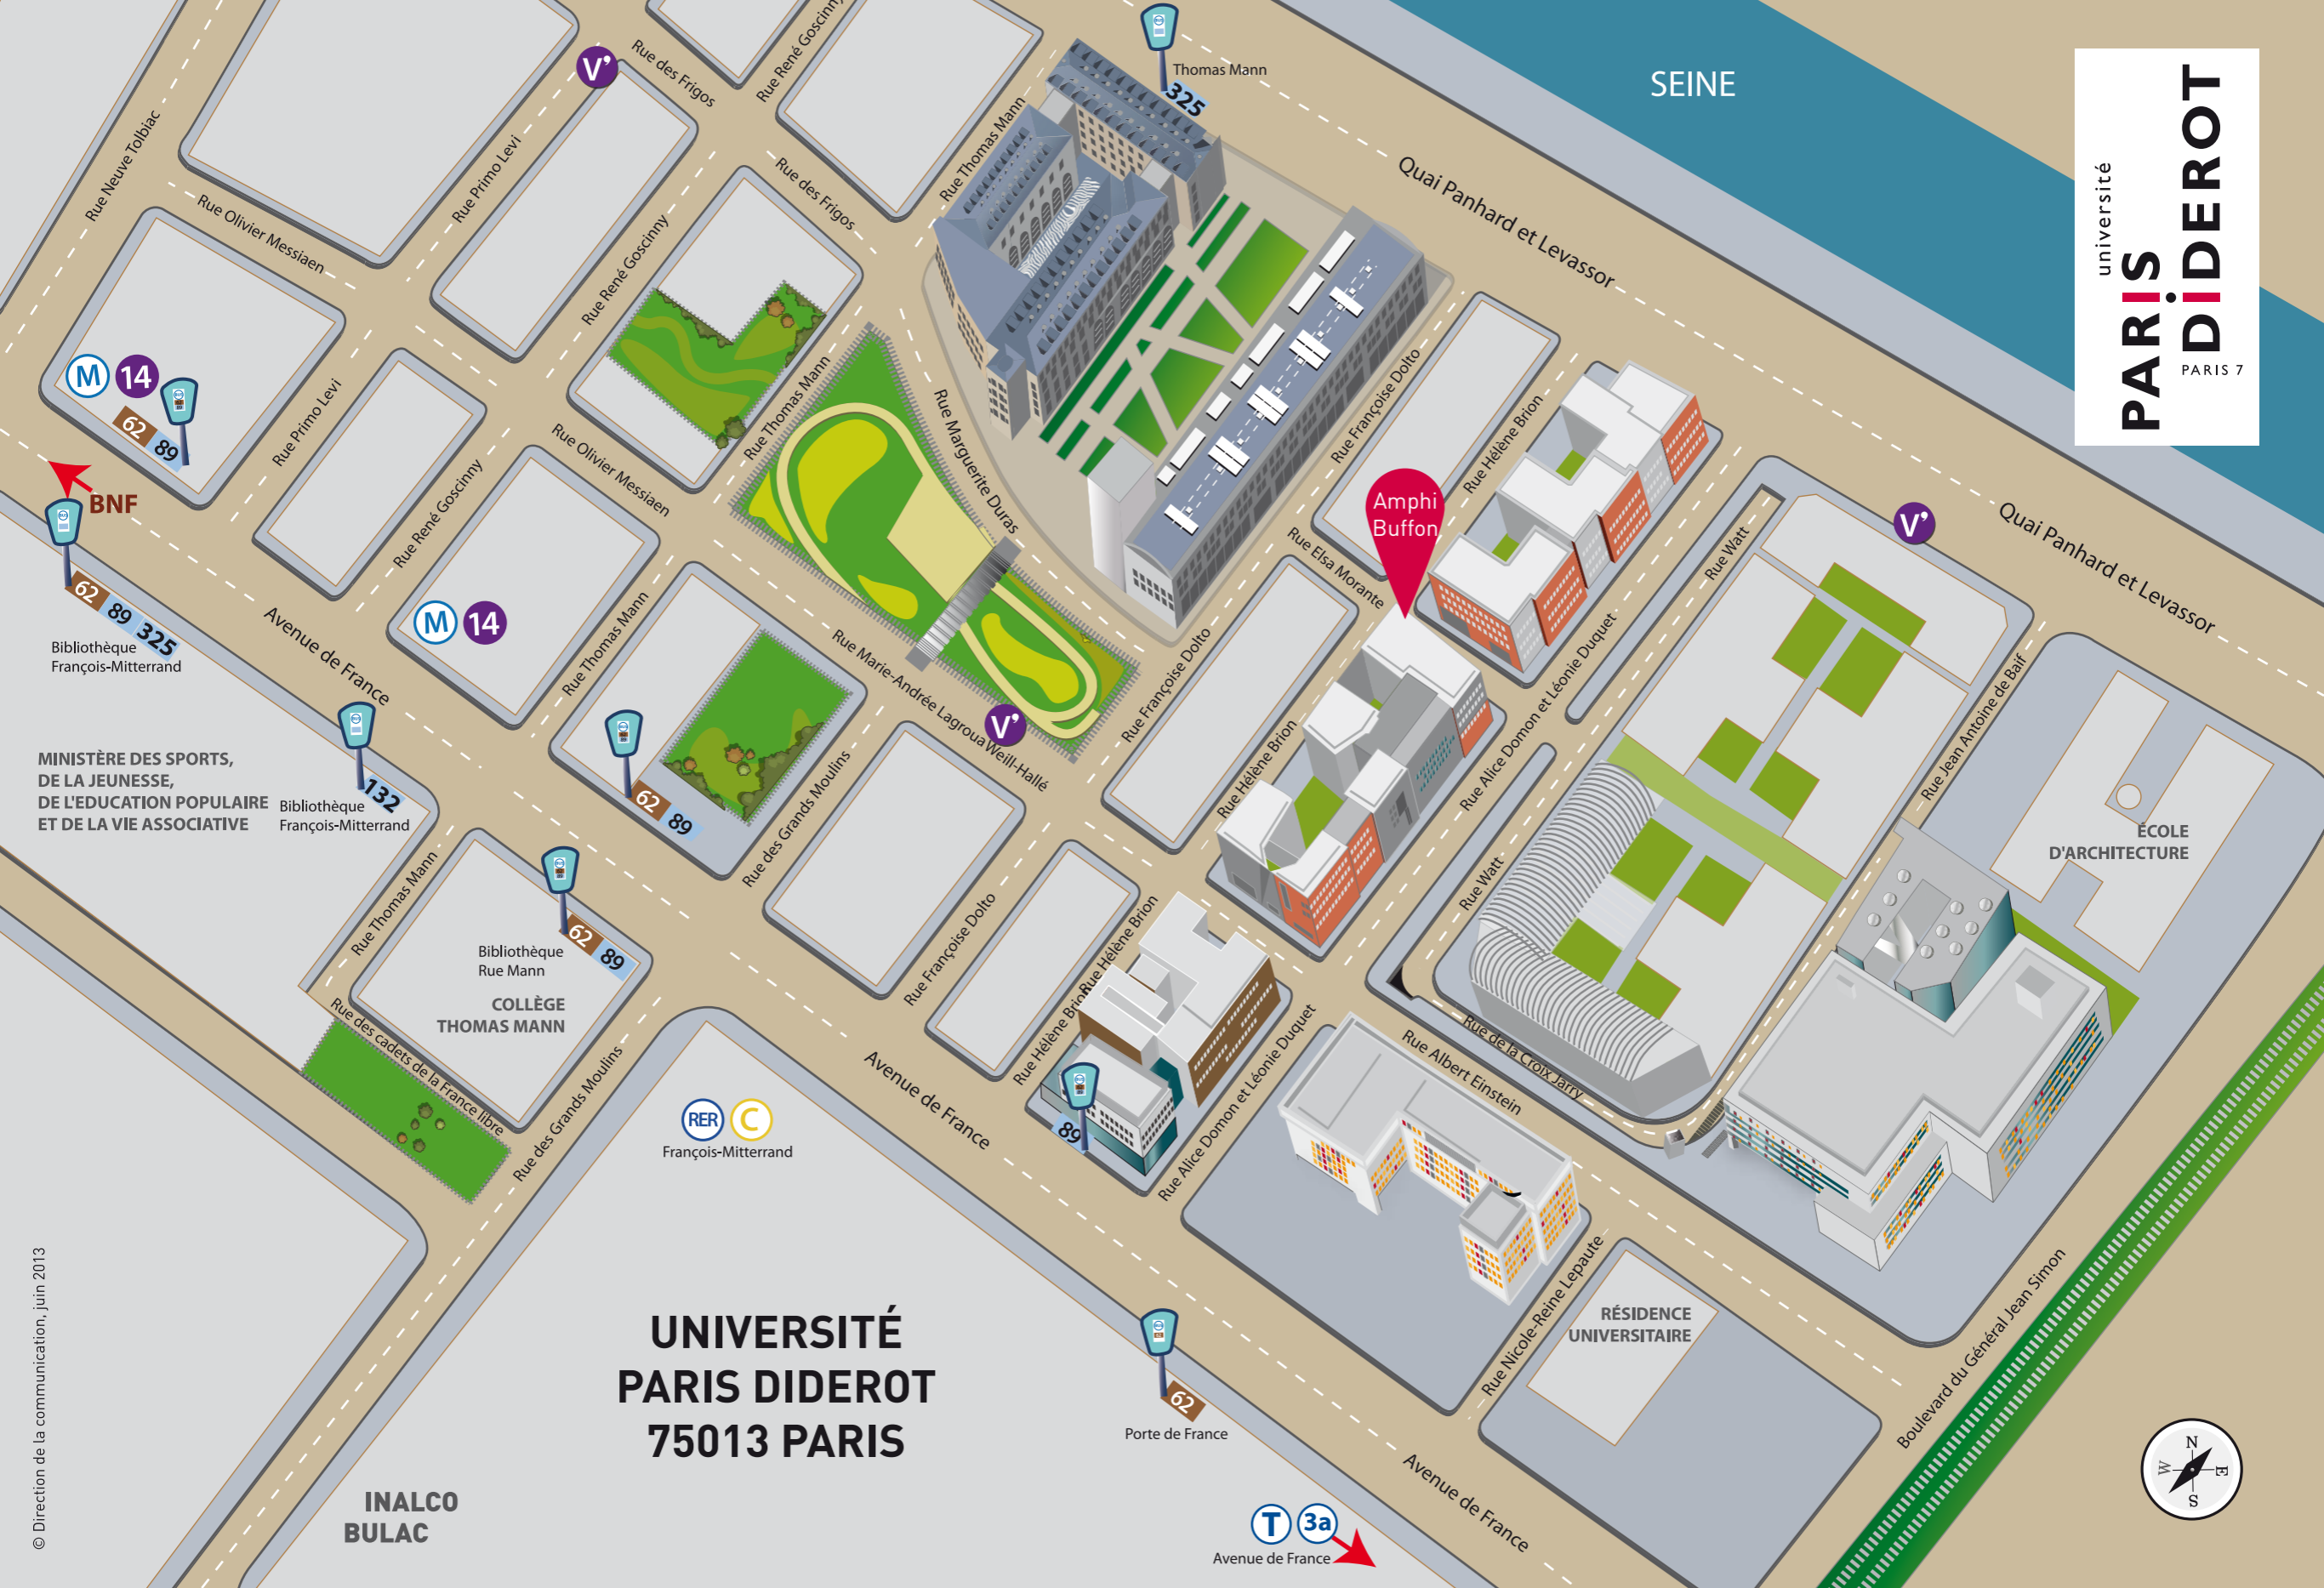 Rue Neuve Tolbiac
Rue Olivier Messiaen
Rue Primo Levi
V'
Rue des Frigos
Rue René Goscinny
Rue des Frigos
Rue René Goscinny
Rue Thomas Mann
Thomas Mann
325
SEINE
Quai Panhard et Levassor
université
PARIS
DIDEROT
PARIS 7
M
14
62
89
BNF
62
89
325
Bibliothèque
François-Mitterrand
Rue Primo Levi
Rue René Goscinny
Rue Olivier Messiaen
Rue Thomas Mann
Rue Marguerite Duras
Rue Françoise Dolto
Rue Hélène Brion
Amphi
Buffon
Rue Elsa Morante
Rue Watt
V'
Quai Panhard et Levassor
Avenue de France
M
14
Rue Thomas Mann
Rue Marie-Andrée Lagroua Weill-Hallé
V'
Rue Françoise Dolto
Rue Hélène Brion
Rue Alice Domon et Léonie Duquet
Rue Jean Antoine de Baif
ÉCOLE
D'ARCHITECTURE
MINISTÈRE DES SPORTS,
DE LA JEUNESSE,
DE L'EDUCATION POPULAIRE
ET DE LA VIE ASSOCIATIVE
132
Bibliothèque
François-Mitterrand
62
89
Rue des Grands Moulins
Rue Watt
Rue Thomas Mann
62
89
Bibliothèque
Rue Mann
COLLÈGE
THOMAS MANN
Rue Françoise Dolto
Rue Hélène Brion
Rue Hélène Brion
89
Rue Alice Domon et Léonie Duquet
Rue Albert Einstein
Rue de la Croix Jarry
Rue des cadets de la France libre
Rue des Grands Moulins
RER
C
François-Mitterrand
Avenue de France
Rue Nicole-Reine Lepaute
RÉSIDENCE
UNIVERSITAIRE
Boulevard du Général Jean Simon
UNIVERSITÉ
PARIS DIDEROT
75013 PARIS
62
Porte de France
Avenue de France
INALCO
BULAC
T
3a
Avenue de France
N
W
E
S
© Direction de la communication, juin 2013